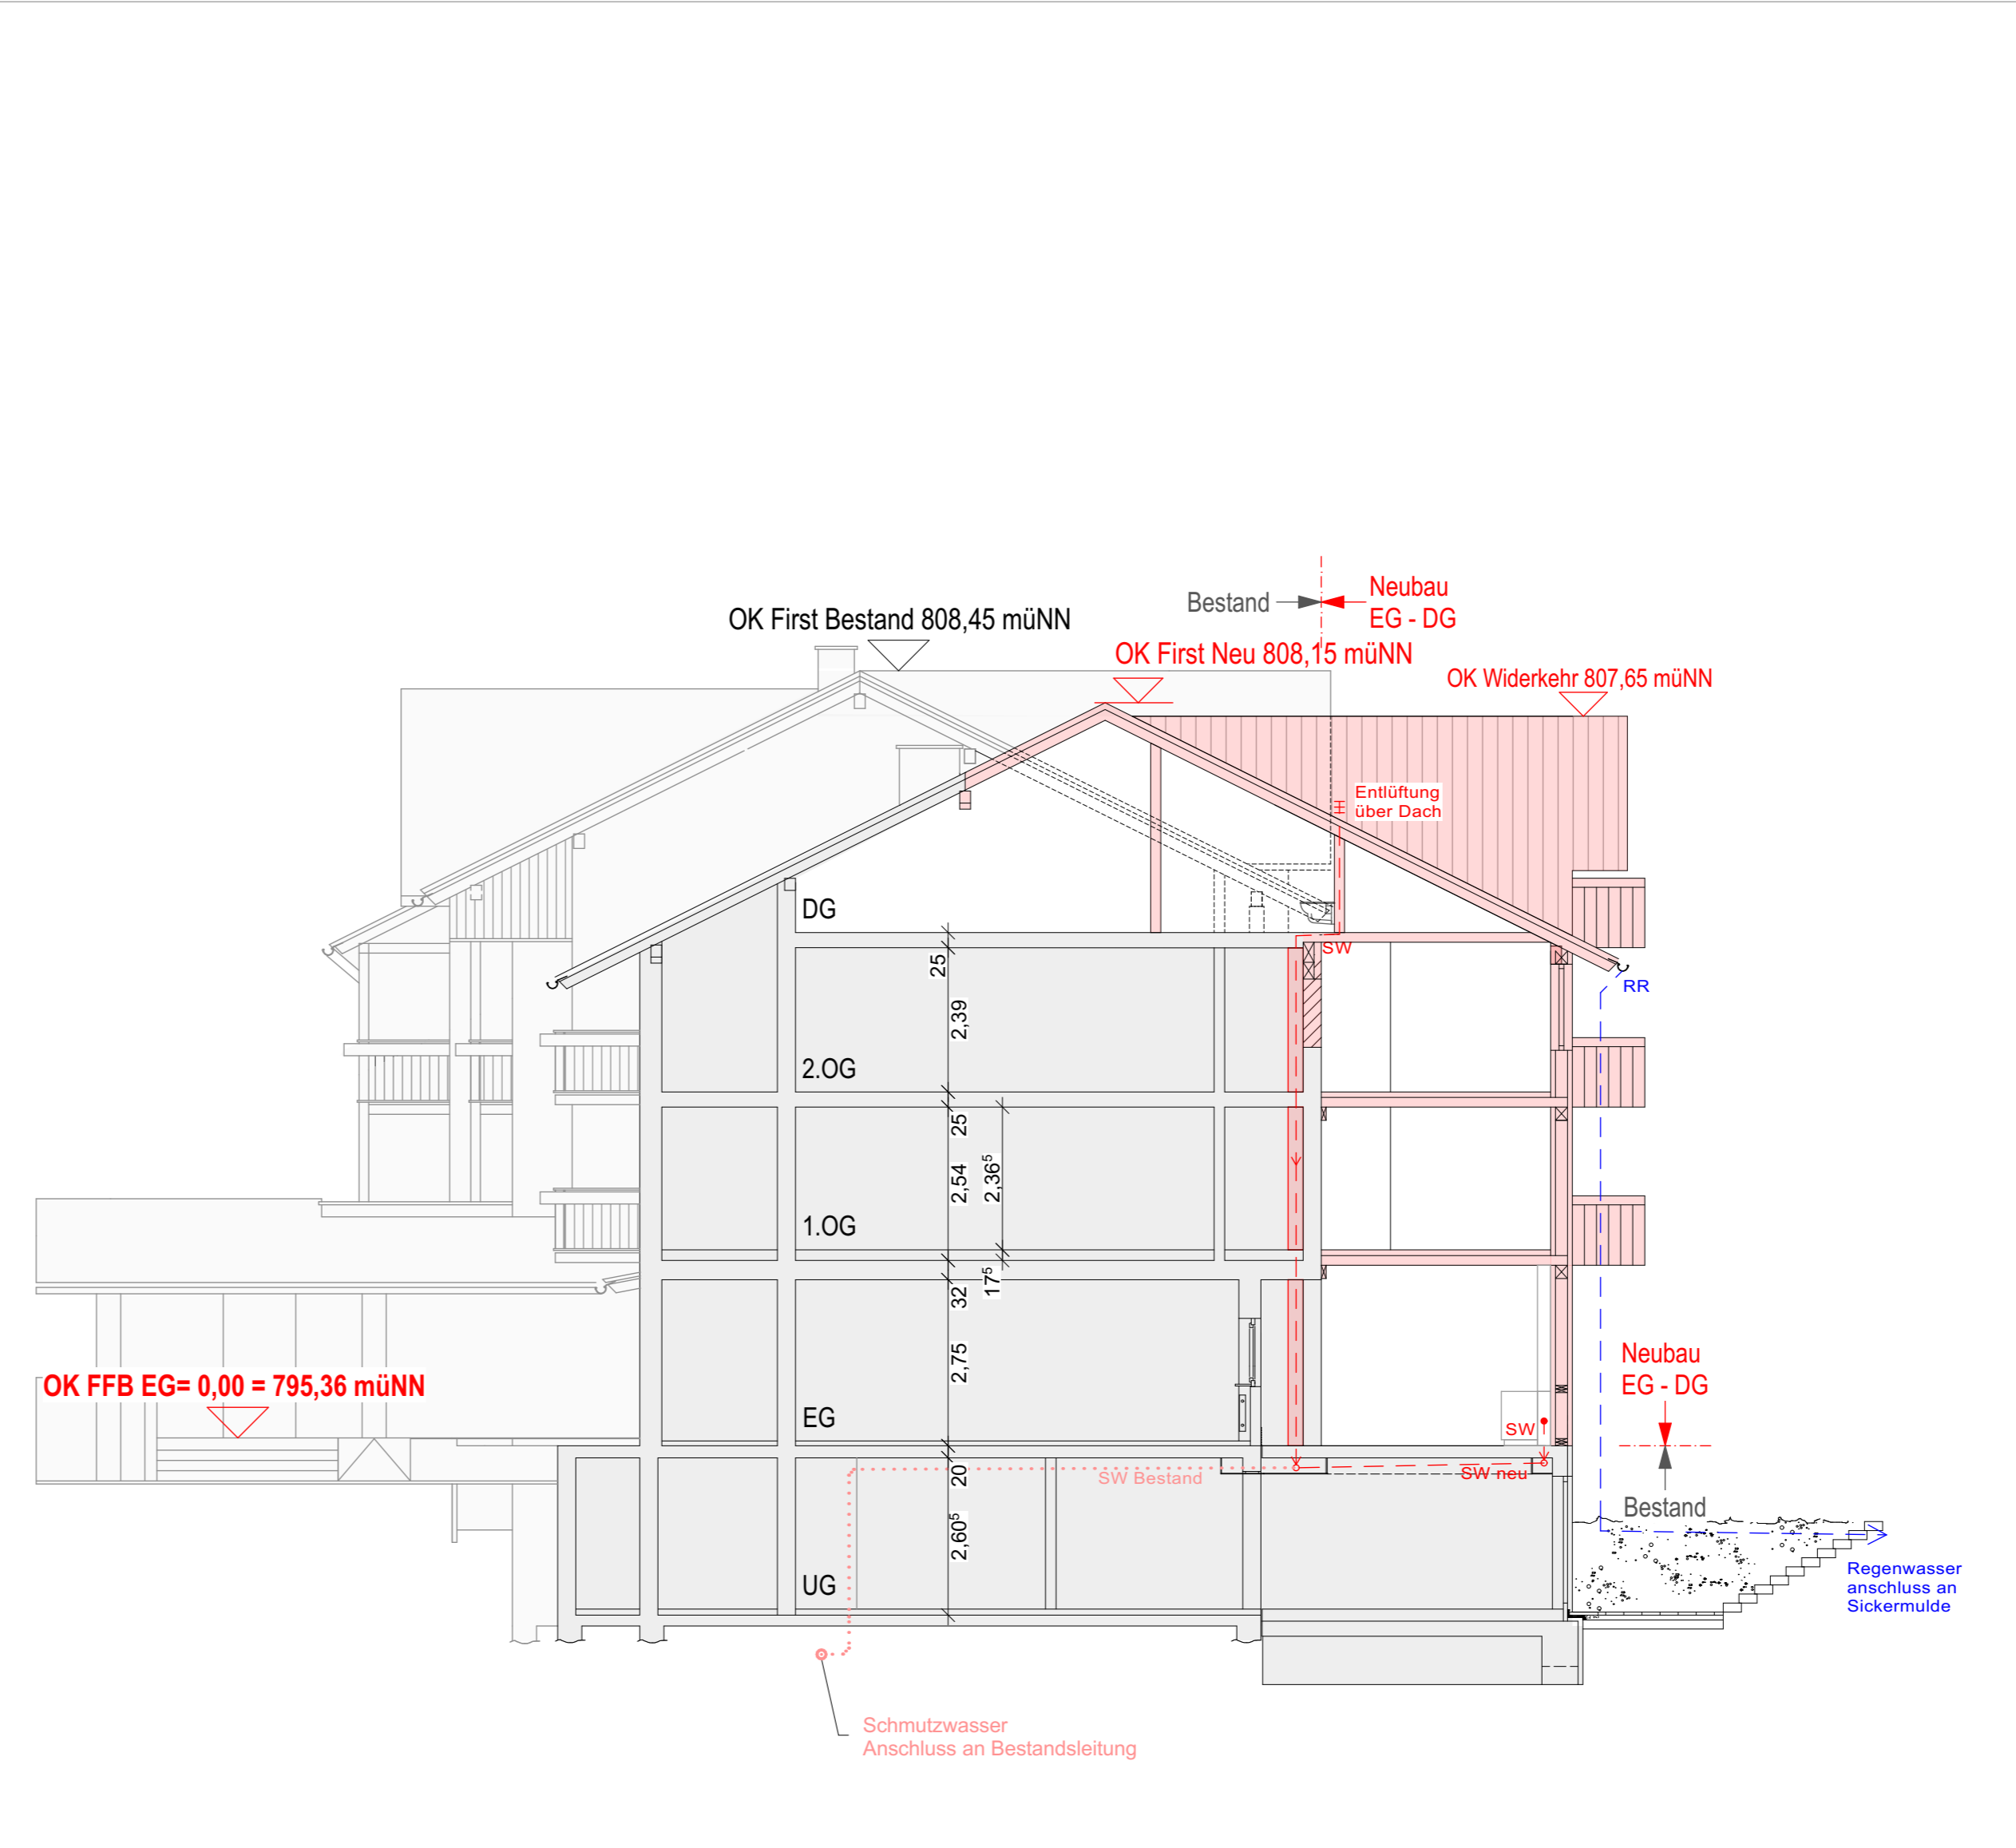 Bestand
Neubau
EG - DG
OK First Bestand 808,45 müNN
OK First Neu 808,15 müNN
OK Widerkehr 807,65 müNN
Entlüftung
über Dach
DG
SW
25
RR
2,39
2.OG
25
2,54
2,36⁵
1.OG
32
17⁵
2,75
Neubau
EG - DG
OK FFB EG= 0,00 = 795,36 müNN
EG
SW
20
SW Bestand
SW neu
Bestand
2,60⁵
UG
Regenwasser
anschluss an
Sickermulde
Schmutzwasser
Anschluss an Bestandsleitung